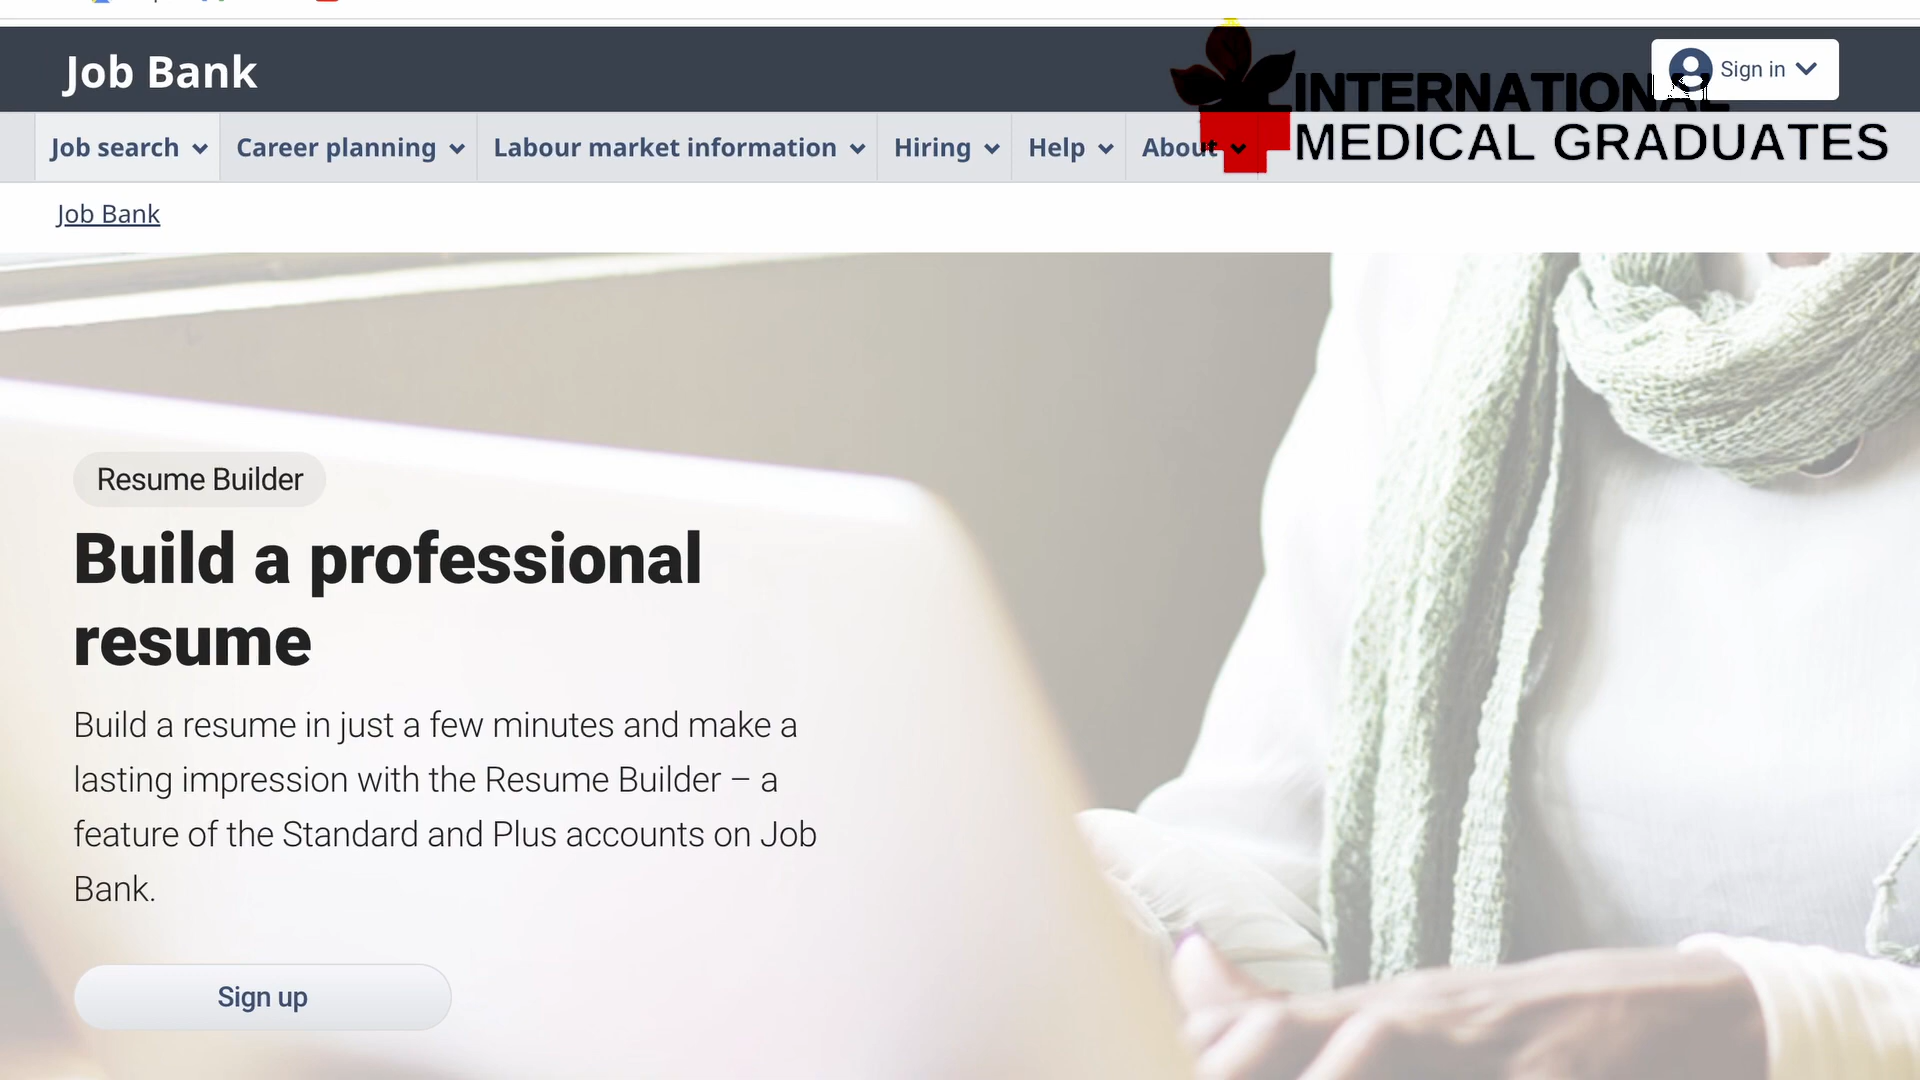 Job Bank
Sign in
INTERNATIONAL
MEDICAL GRADUATES
Job search
Career planning
Labour market information
Hiring
Help
About
Job Bank
Resume Builder
Build a professional
resume
Build a resume in just a few minutes and make a
lasting impression with the Resume Builder – a
feature of the Standard and Plus accounts on Job
Bank.
Sign up